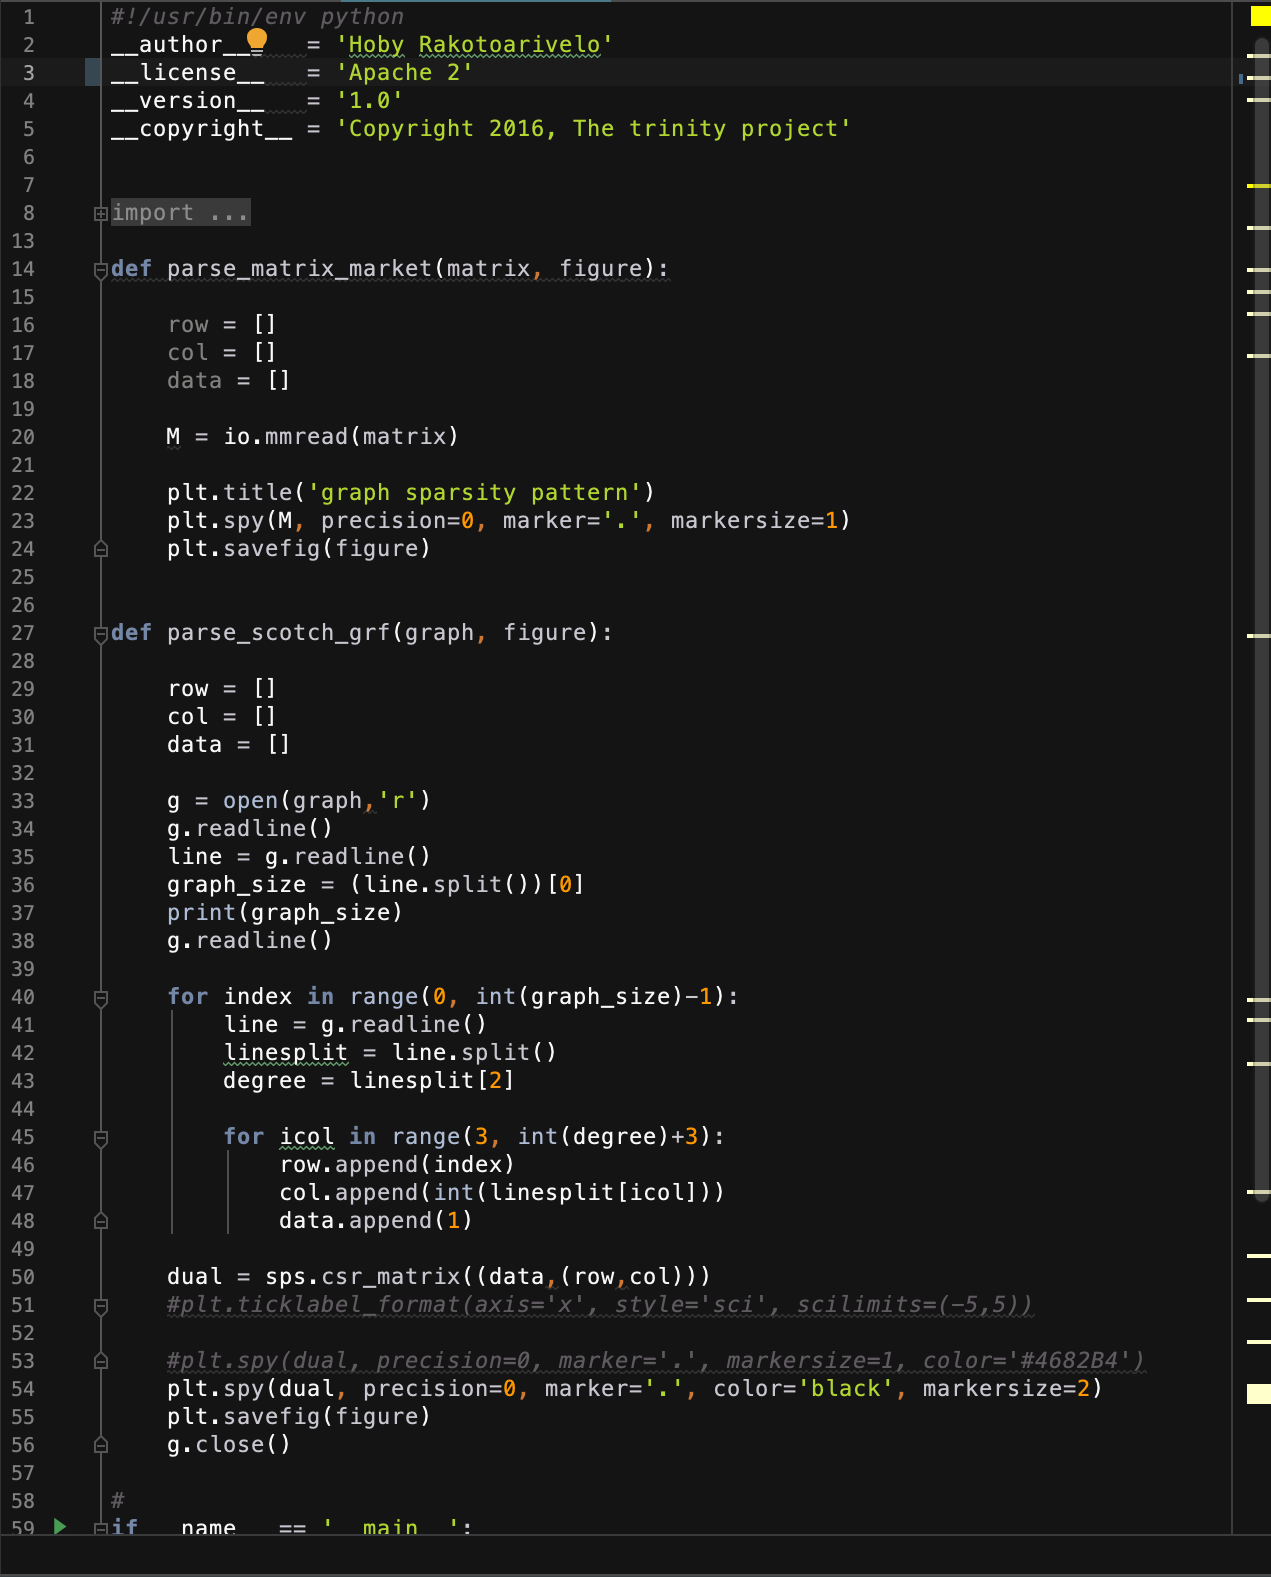 1 #!/usr/bin/env python
2 __author__ = 'Hoby Rakotoarivelo'
3 __license__ = 'Apache 2'
4 __version__ = '1.0'
5 __copyright__ = 'Copyright 2016, The trinity project'
6
7
8 import ...
13
14 def parse_matrix_market(matrix, figure):
15
16 row = []
17 col = []
18 data = []
19
20 M = io.mmread(matrix)
21
22 plt.title('graph sparsity pattern')
23 plt.spy(M, precision=0, marker='.', markersize=1)
24 plt.savefig(figure)
25
26
27 def parse_scotch_grf(graph, figure):
28
29 row = []
30 col = []
31 data = []
32
33 g = open(graph,'r')
34 g.readline()
35 line = g.readline()
36 graph_size = (line.split())[0]
37 print(graph_size)
38 g.readline()
39
40 for index in range(0, int(graph_size)-1):
41 line = g.readline()
42 linesplit = line.split()
43 degree = linesplit[2]
44
45 for icol in range(3, int(degree)+3):
46 row.append(index)
47 col.append(int(linesplit[icol]))
48 data.append(1)
49
50 dual = sps.csr_matrix((data,(row,col)))
51 #plt.ticklabel_format(axis='x', style='sci', scilimits=(-5,5))
52
53 #plt.spy(dual, precision=0, marker='.', markersize=1, color='#4682B4')
54 plt.spy(dual, precision=0, marker='.', color='black', markersize=2)
55 plt.savefig(figure)
56 g.close()
57
58 #
59 if __name__ == '__main__':